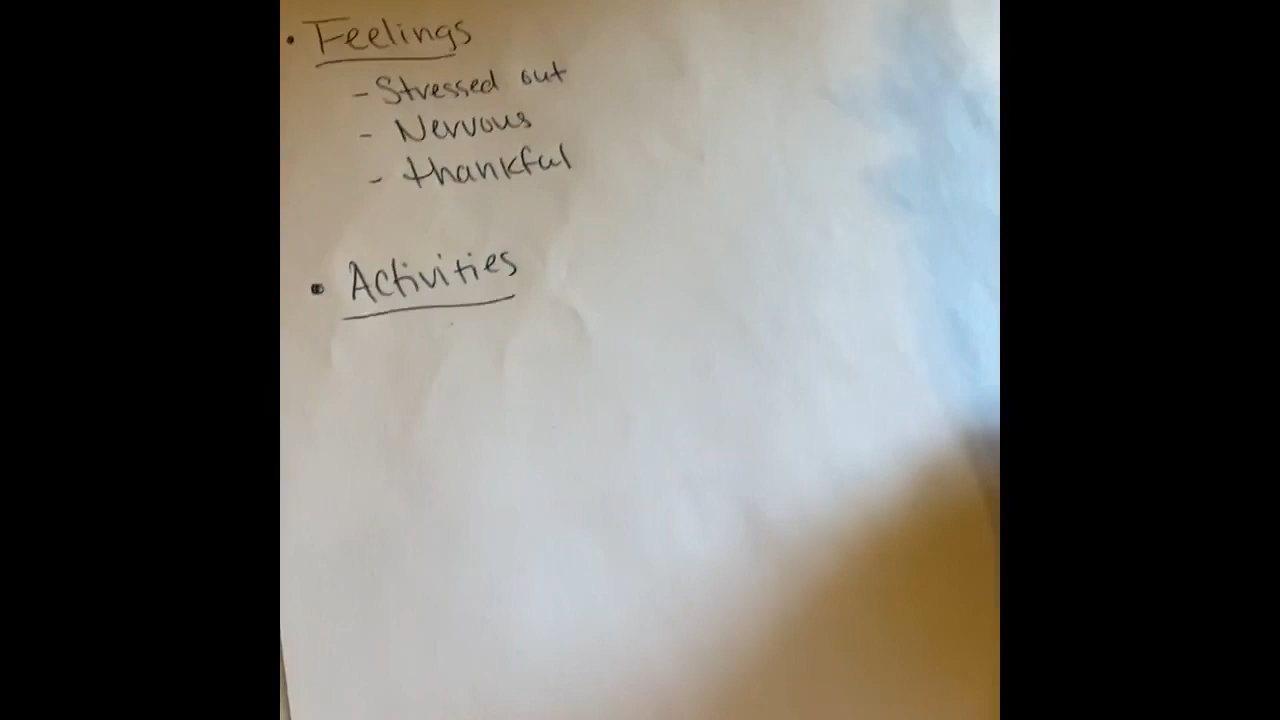 • Feelings
- Stressed out
- Nervous
- thankful
• Activities